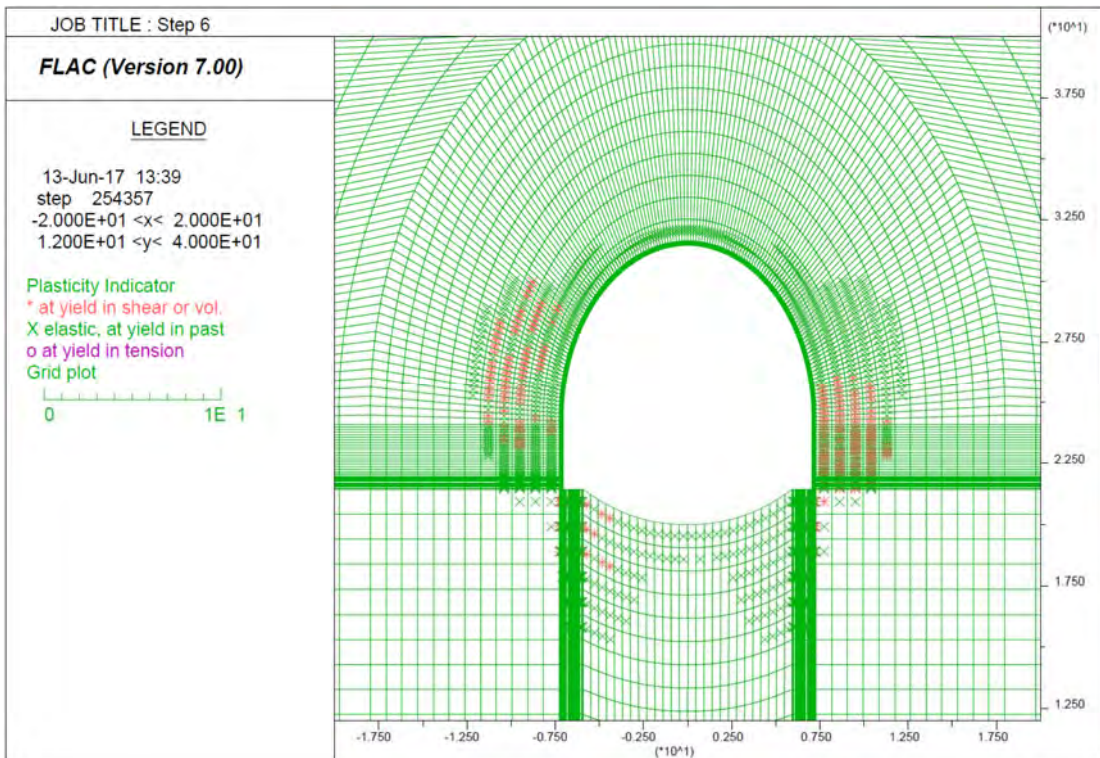 JOB TITLE : Step 6
FLAC (Version 7.00)
LEGEND
13-Jun-17 13:39
step 254357
-2.000E+01 <x< 2.000E+01
1.200E+01 <y< 4.000E+01
Plasticity Indicator
* at yield in shear or vol.
X elastic, at yield in past
o at yield in tension
Grid plot
0 1E 1
(*10^1)
3.750
3.250
2.750
2.250
1.750
1.250
-1.750 -1.250 -0.750 -0.250 0.250 0.750 1.250 1.750
(*10^1)